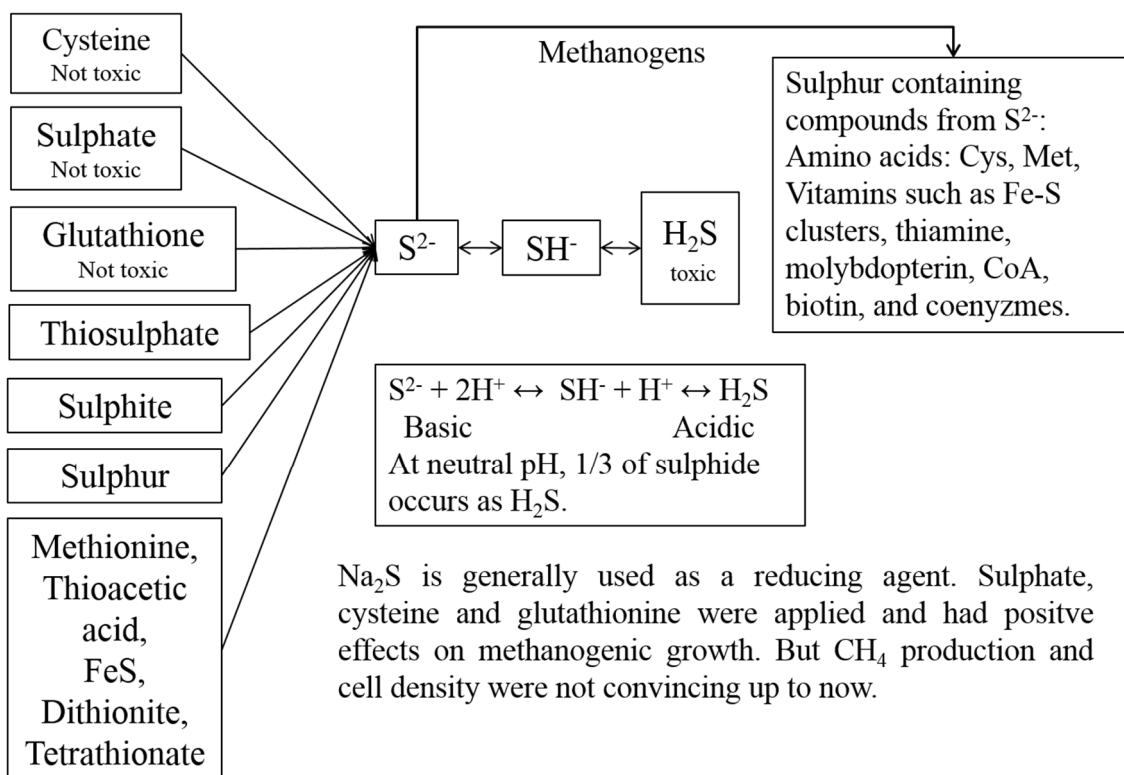 Cysteine
Not toxic
Sulphate
Not toxic
Glutathione
Not toxic
Thiosulphate
Sulphite
Sulphur
Methionine,
Thioacetic
acid,
FeS,
Dithionite,
Tetrathionate
Methanogens
S²⁻
SH⁻
H₂S
toxic
Sulphur containing
compounds from S²⁻:
Amino acids: Cys, Met,
Vitamins such as Fe-S
clusters, thiamine,
molybdopterin, CoA,
biotin, and coenyzmes.
S²⁻ + 2H⁺ ↔ SH⁻ + H⁺ ↔ H₂S
Basic Acidic
At neutral pH, 1/3 of sulphide
occurs as H₂S.
Na₂S is generally used as a reducing agent. Sulphate,
cysteine and glutathionine were applied and had positve
effects on methanogenic growth. But CH₄ production and
cell density were not convincing up to now.